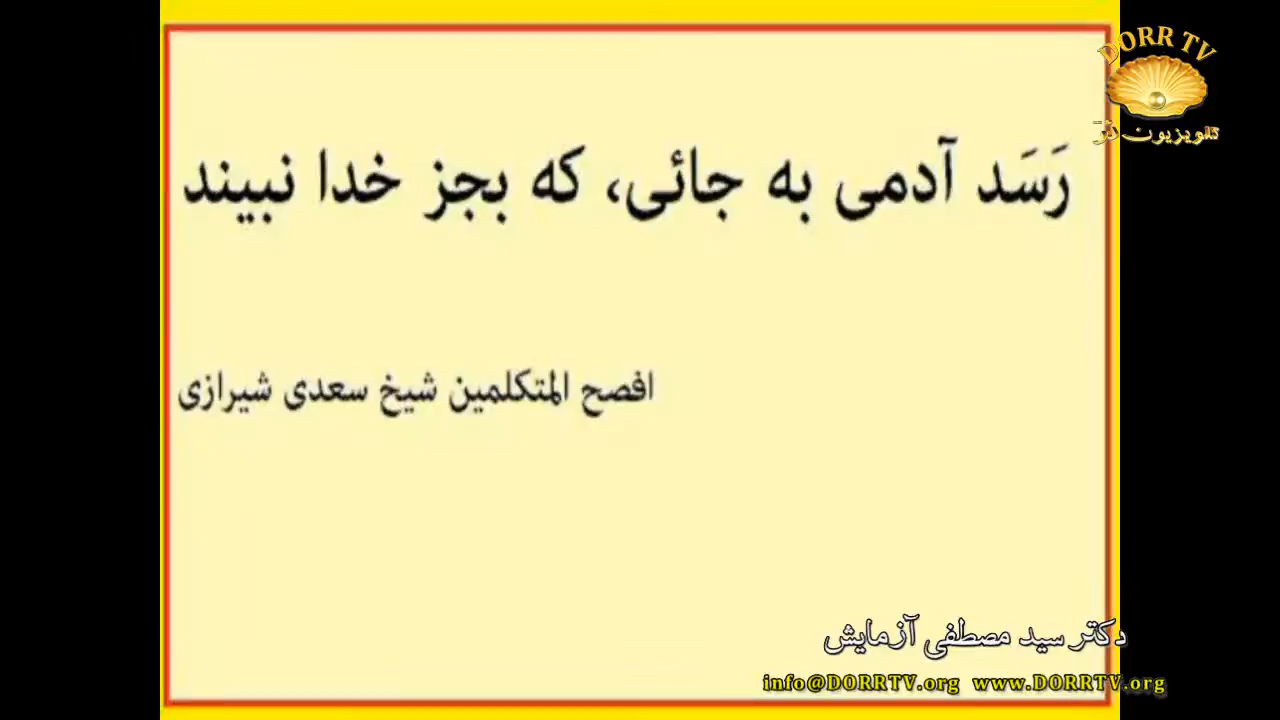 DORR TV
تلویزیون دُرّ
رَسَد آدمی به جائی، که بجز خدا نبیند
افصح المتکلمین شیخ سعدی شیرازی
دکتر سید مصطفی آزمایش
info@DORRTV.org www.DORRTV.org